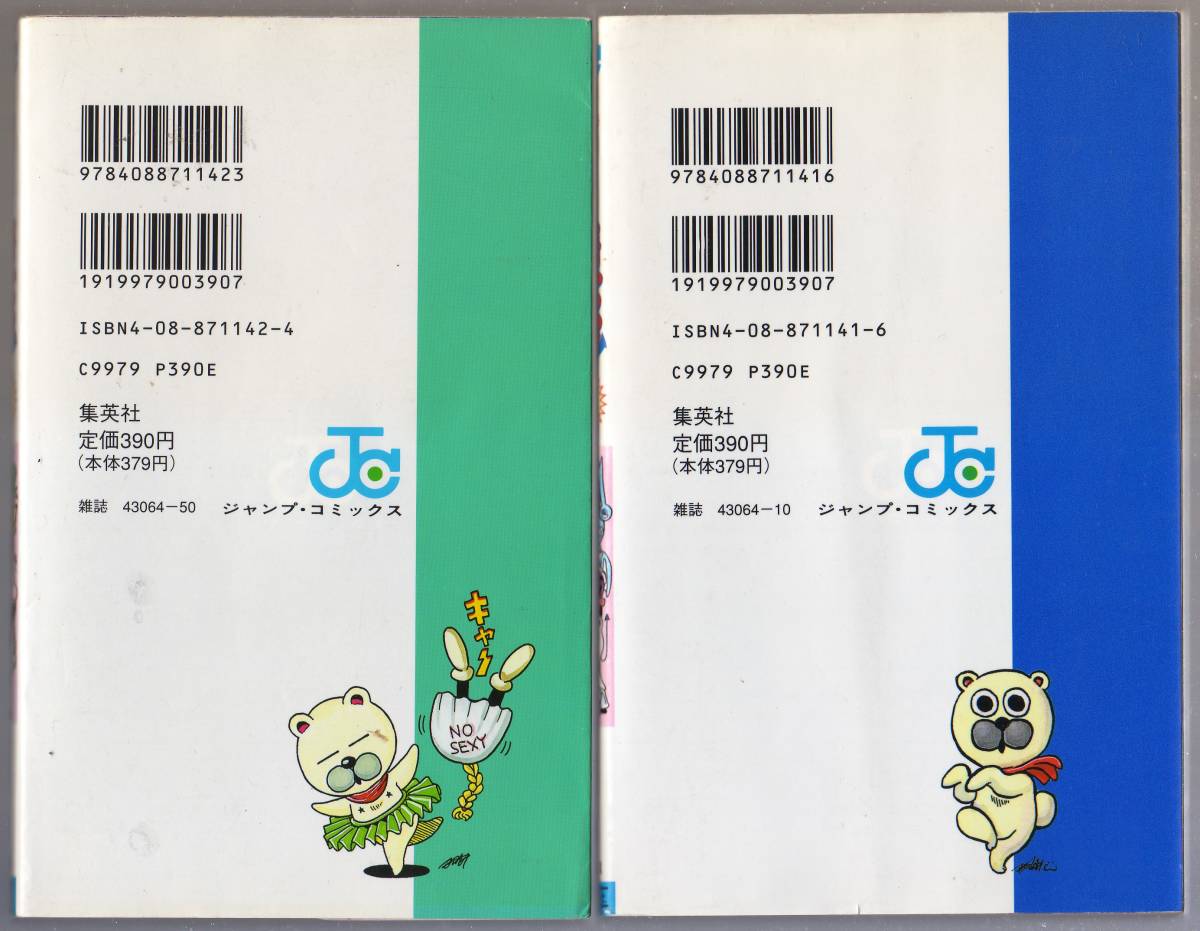 9784088711423
1919979003907
ISBN4-08-871142-4
C9979 P390E
集英社
定価390円
(本体379円)
雑誌 43064-50
JC
ジャンプ・コミックス
キャー
NO
SEXY
9784088711416
1919979003907
ISBN4-08-871141-6
C9979 P390E
集英社
定価390円
(本体379円)
雑誌 43064-10
JC
ジャンプ・コミックス